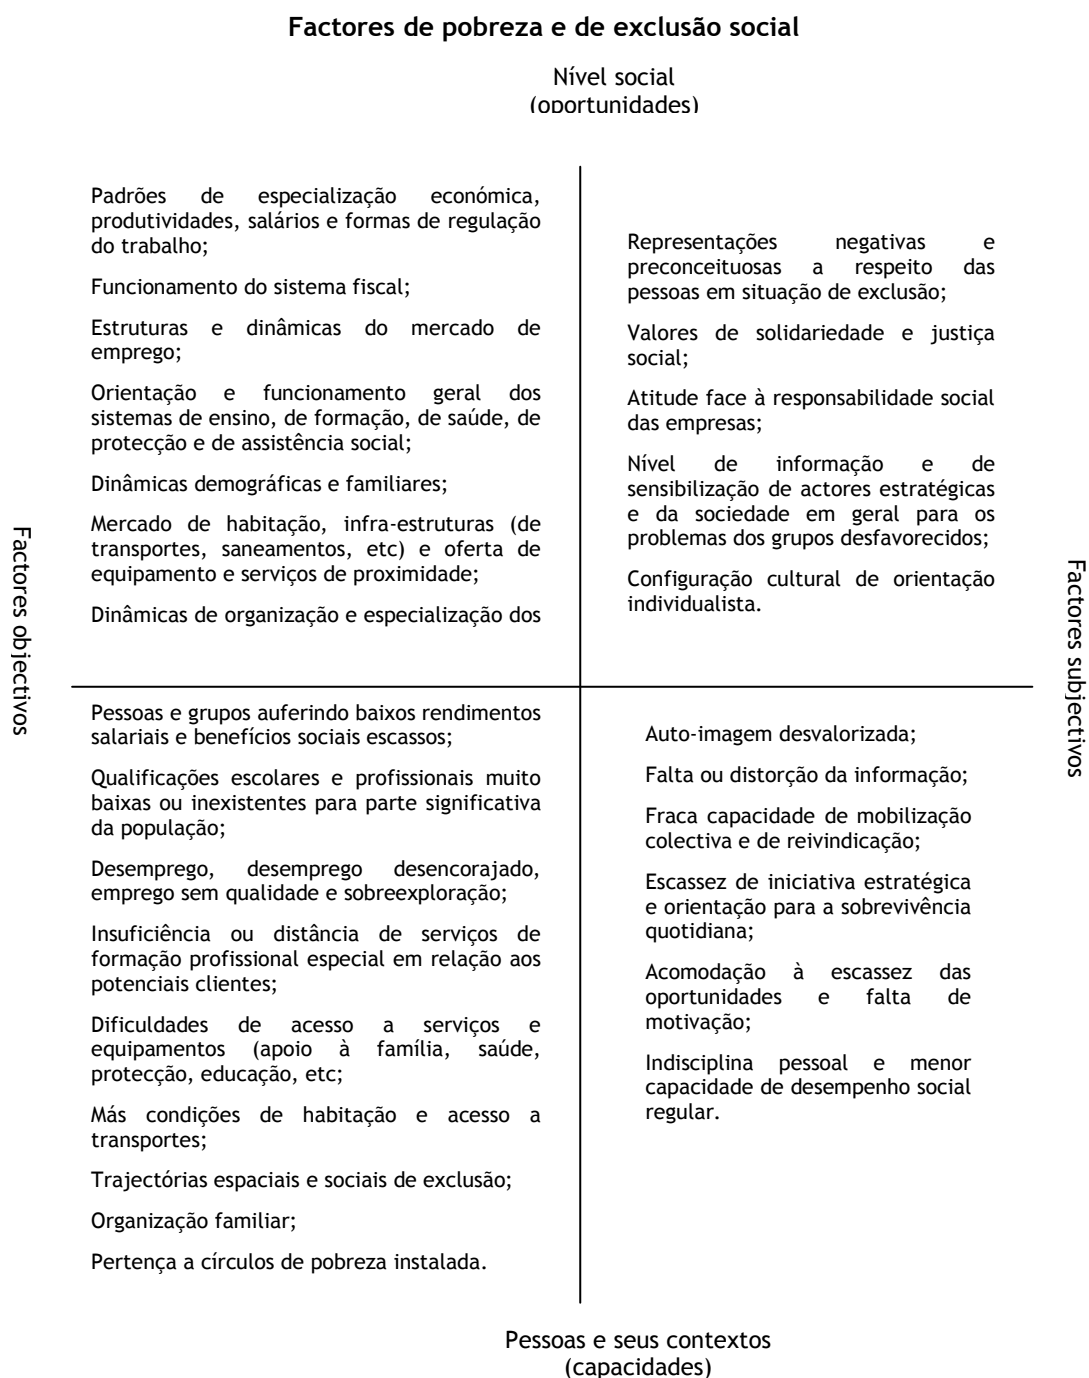 Factores de pobreza e de exclusão social
Nível social
(oportunidades)
Padrões de especialização económica,
produtividades, salários e formas de regulação
do trabalho;
Funcionamento do sistema fiscal;
Estruturas e dinâmicas do mercado de
emprego;
Orientação e funcionamento geral dos
sistemas de ensino, de formação, de saúde, de
protecção e de assistência social;
Dinâmicas demográficas e familiares;
Mercado de habitação, infra-estruturas (de
transportes, saneamentos, etc) e oferta de
equipamento e serviços de proximidade;
Dinâmicas de organização e especialização dos
Representações negativas e
preconceituosas a respeito das
pessoas em situação de exclusão;
Valores de solidariedade e justiça
social;
Atitude face à responsabilidade social
das empresas;
Nível de informação e de
sensibilização de actores estratégicas
e da sociedade em geral para os
problemas dos grupos desfavorecidos;
Configuração cultural de orientação
individualista.
Factores objectivos
Factores subjectivos
Pessoas e grupos auferindo baixos rendimentos
salariais e benefícios sociais escassos;
Qualificações escolares e profissionais muito
baixas ou inexistentes para parte significativa
da população;
Desemprego, desemprego desencorajado,
emprego sem qualidade e sobreexploração;
Insuficiência ou distância de serviços de
formação profissional especial em relação aos
potenciais clientes;
Dificuldades de acesso a serviços e
equipamentos (apoio à família, saúde,
protecção, educação, etc;
Más condições de habitação e acesso a
transportes;
Trajectórias espaciais e sociais de exclusão;
Organização familiar;
Pertença a círculos de pobreza instalada.
Auto-imagem desvalorizada;
Falta ou distorção da informação;
Fraca capacidade de mobilização
colectiva e de reivindicação;
Escassez de iniciativa estratégica
e orientação para a sobrevivência
quotidiana;
Acomodação à escassez das
oportunidades e falta de
motivação;
Indisciplina pessoal e menor
capacidade de desempenho social
regular.
Pessoas e seus contextos
(capacidades)